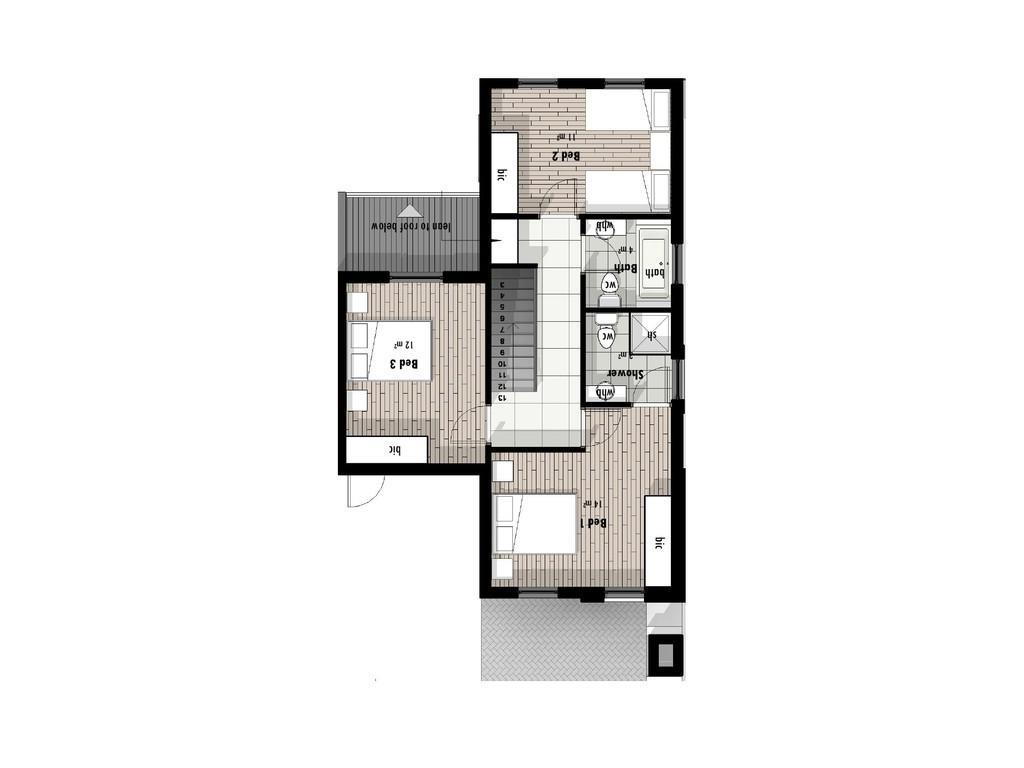 Bed 2
11 m²
bic
lean to roof below
whb
Bath
4 m²
bath
wc
3
4
5
6
7
8
9
10
11
12
13
wc
sh
Shower
whb
Bed 3
12 m²
bic
Bed 1
14 m²
bic